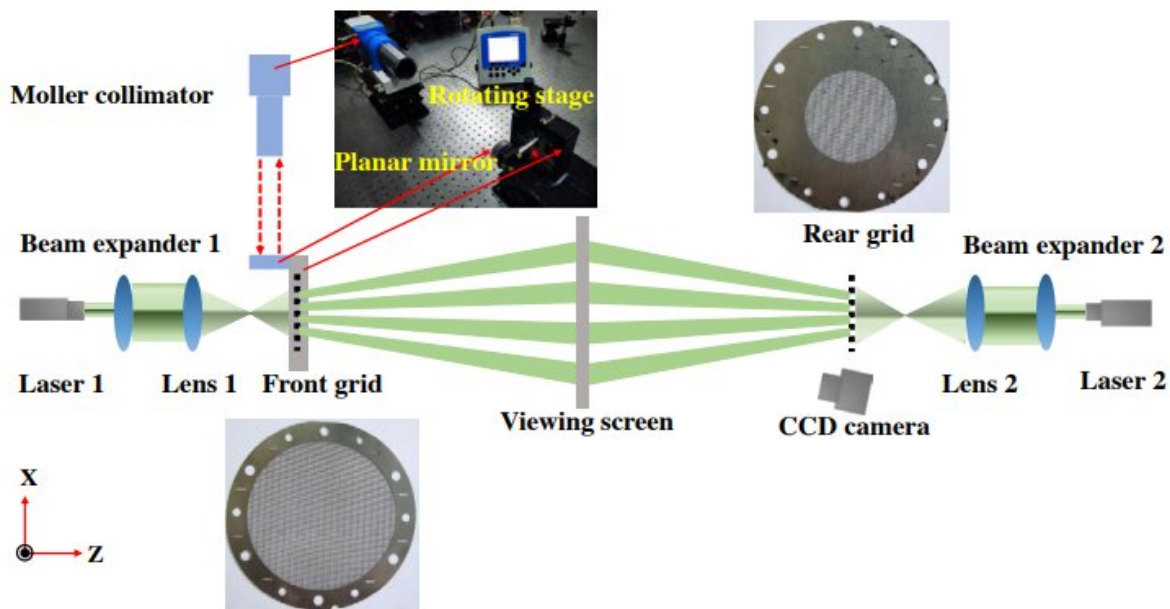 Moller collimator
Rotating stage
Planar mirror
Beam expander 1
Rear grid
Beam expander 2
Laser 1
Lens 1
Front grid
Viewing screen
CCD camera
Lens 2
Laser 2
X
Z